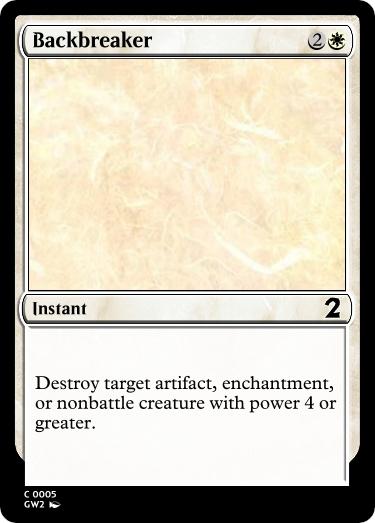 Backbreaker 2
Instant 2
Destroy target artifact, enchantment,
or nonbattle creature with power 4 or
greater.
C 0005
GW2